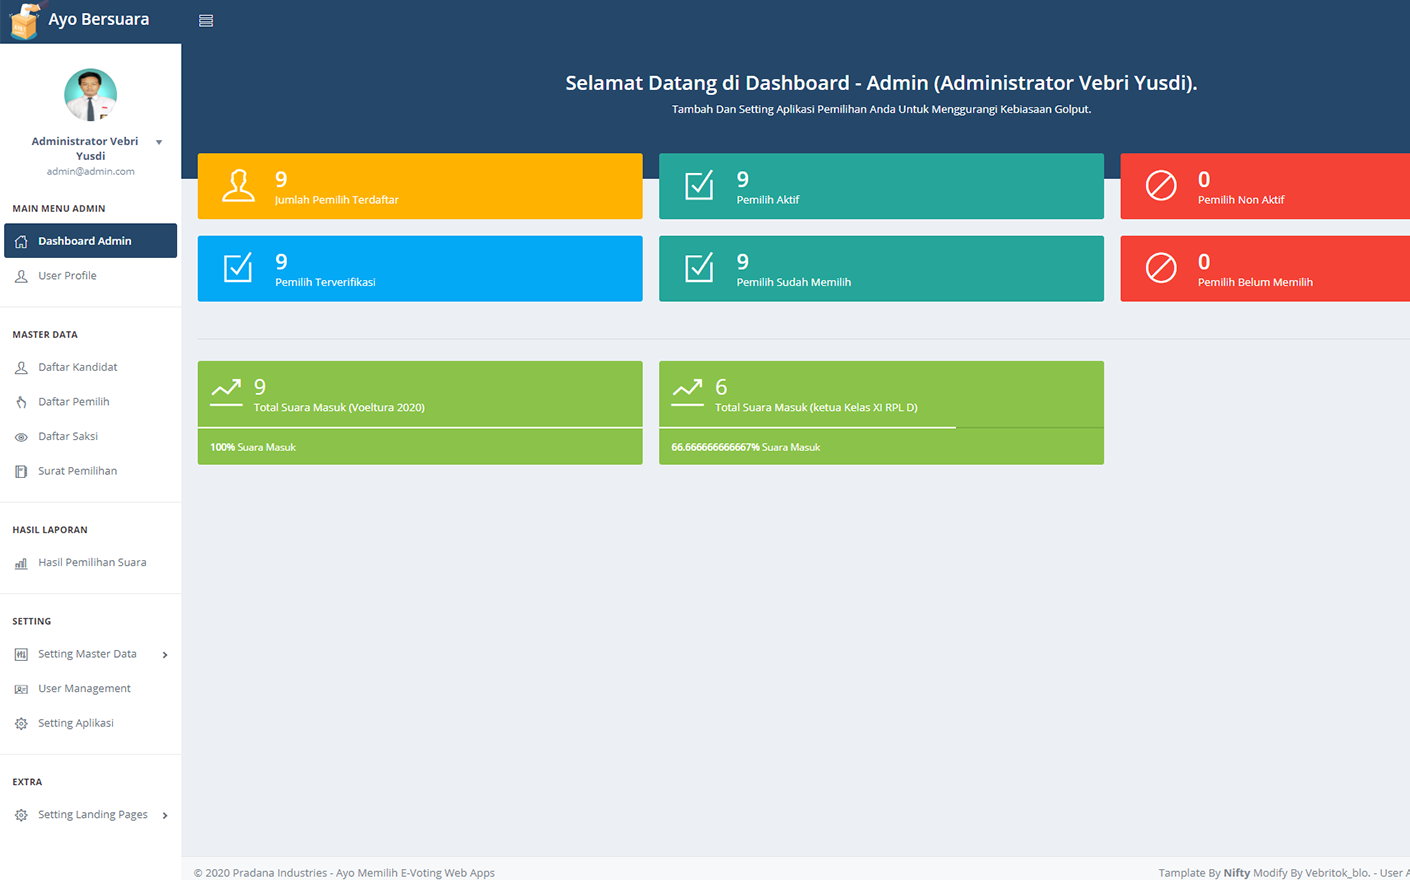 Ayo Bersuara
Selamat Datang di Dashboard - Admin (Administrator Vebri Yusdi).
Tambah Dan Setting Aplikasi Pemilihan Anda Untuk Menggurangi Kebiasaan Golput.
Administrator Vebri
Yusdi
admin@admin.com
MAIN MENU ADMIN
Dashboard Admin
User Profile
MASTER DATA
Daftar Kandidat
Daftar Pemilih
Daftar Saksi
Surat Pemilihan
HASIL LAPORAN
Hasil Pemilihan Suara
SETTING
Setting Master Data
User Management
Setting Aplikasi
EXTRA
Setting Landing Pages
9
Jumlah Pemilih Terdaftar
9
Pemilih Aktif
0
Pemilih Non Aktif
9
Pemilih Terverifikasi
9
Pemilih Sudah Memilih
0
Pemilih Belum Memilih
9
Total Suara Masuk (Voeltura 2020)
100% Suara Masuk
6
Total Suara Masuk (ketua Kelas XI RPL D)
66.666666666667% Suara Masuk
© 2020 Pradana Industries - Ayo Memilih E-Voting Web Apps
Tamplate By Nifty Modify By Vebritok_blo. - User A